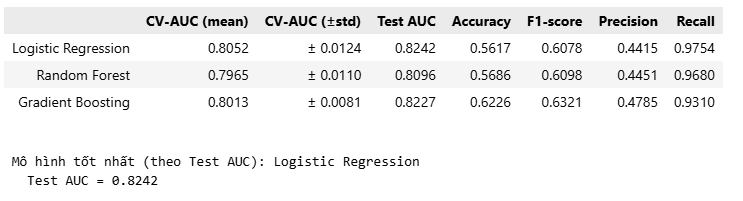 CV-AUC (mean) CV-AUC (±std) Test AUC Accuracy F1-score Precision Recall
Logistic Regression 0.8052 ± 0.0124 0.8242 0.5617 0.6078 0.4415 0.9754
Random Forest 0.7965 ± 0.0110 0.8096 0.5686 0.6098 0.4451 0.9680
Gradient Boosting 0.8013 ± 0.0081 0.8227 0.6226 0.6321 0.4785 0.9310
Mô hình tốt nhất (theo Test AUC): Logistic Regression
Test AUC = 0.8242